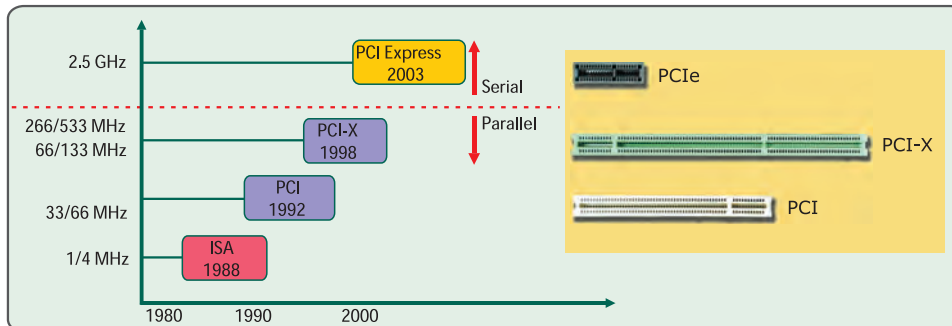 2.5 GHz
PCI Express
2003
Serial
266/533 MHz
66/133 MHz
PCI-X
1998
Parallel
33/66 MHz
PCI
1992
1/4 MHz
ISA
1988
1980 1990 2000
PCIe
PCI-X
PCI